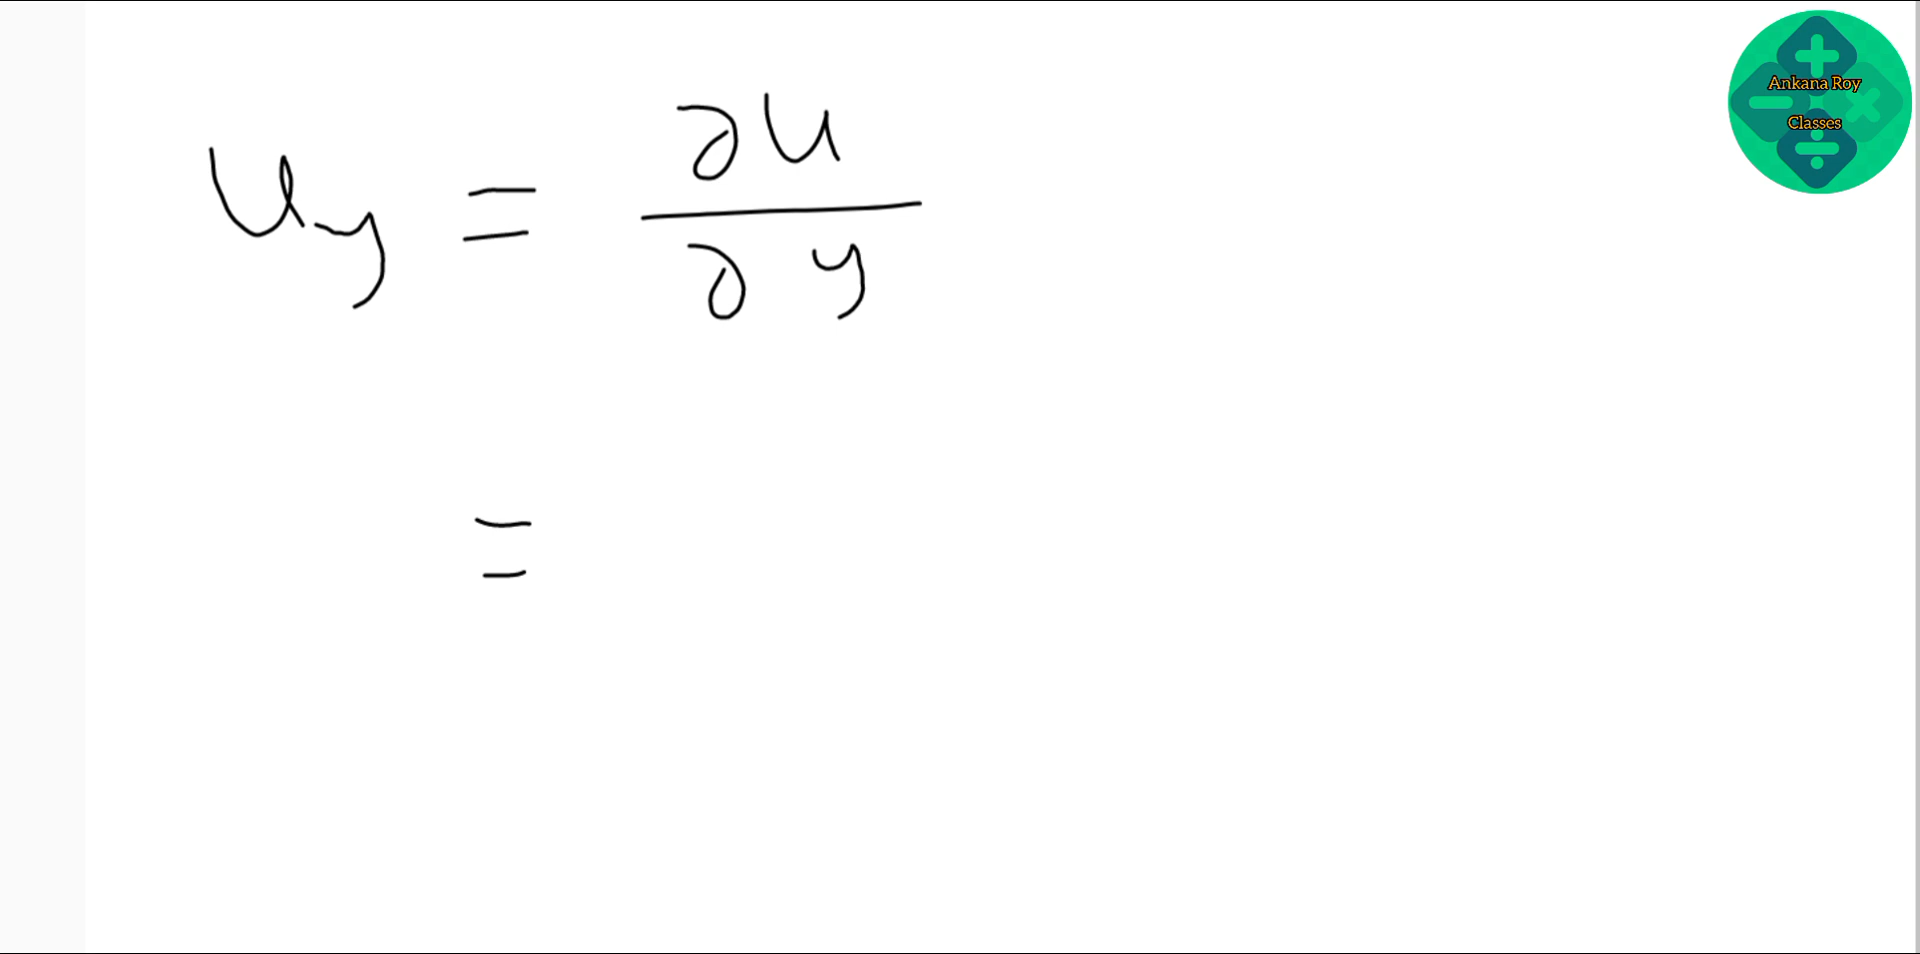 u_y = ∂u/∂y
=
Ankana Roy
Classes